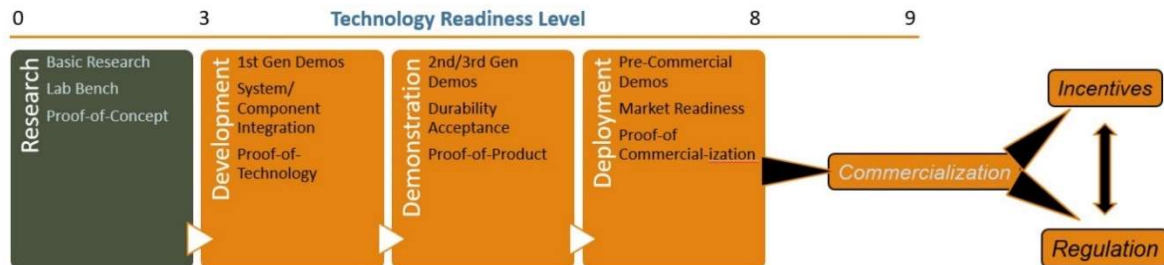 0 3 Technology Readiness Level 8 9
Research
Basic Research
Lab Bench
Proof-of-Concept
Development
1st Gen Demos
System/
Component
Integration
Proof-of-
Technology
Demonstration
2nd/3rd Gen
Demos
Durability
Acceptance
Proof-of-Product
Deployment
Pre-Commercial
Demos
Market Readiness
Proof-of
Commercial-ization
Commercialization
Incentives
Regulation